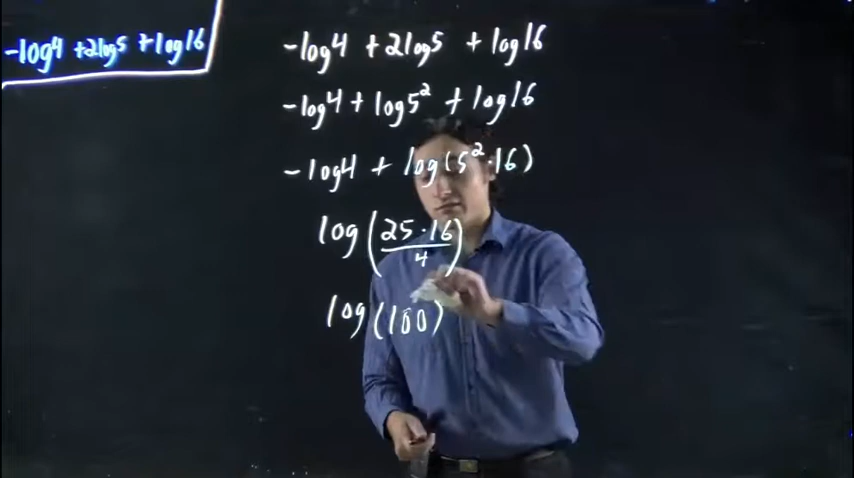 -log4 +2log5 +log16
-log4 +2log5 +log16
-log4 + log5² + log16
-log4 + log(5²·16)
log(25·16/4)
log(100)